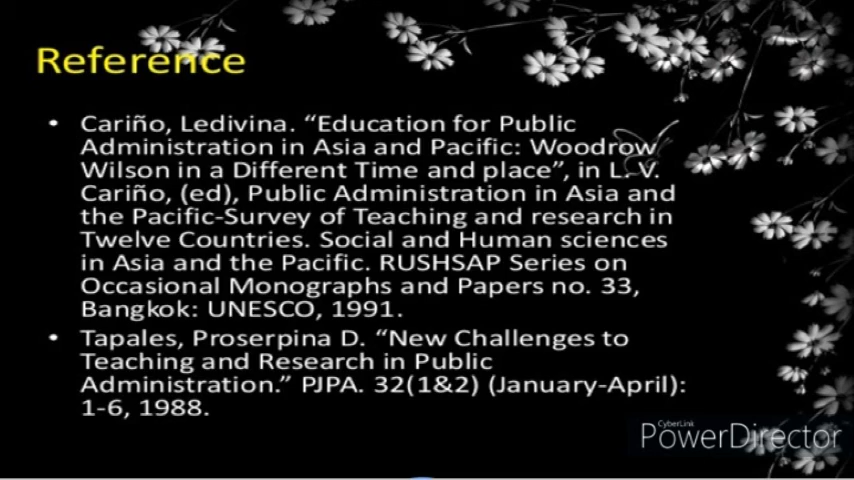 Reference
• Cariño, Ledivina. “Education for Public
Administration in Asia and Pacific: Woodrow
Wilson in a Different Time and place”, in L. V.
Cariño, (ed), Public Administration in Asia and
the Pacific-Survey of Teaching and research in
Twelve Countries. Social and Human sciences
in Asia and the Pacific. RUSHSAP Series on
Occasional Monographs and Papers no. 33,
Bangkok: UNESCO, 1991.
• Tapales, Proserpina D. “New Challenges to
Teaching and Research in Public
Administration.” PJPA. 32(1&2) (January-April):
1-6, 1988.
CyberLink
PowerDirector